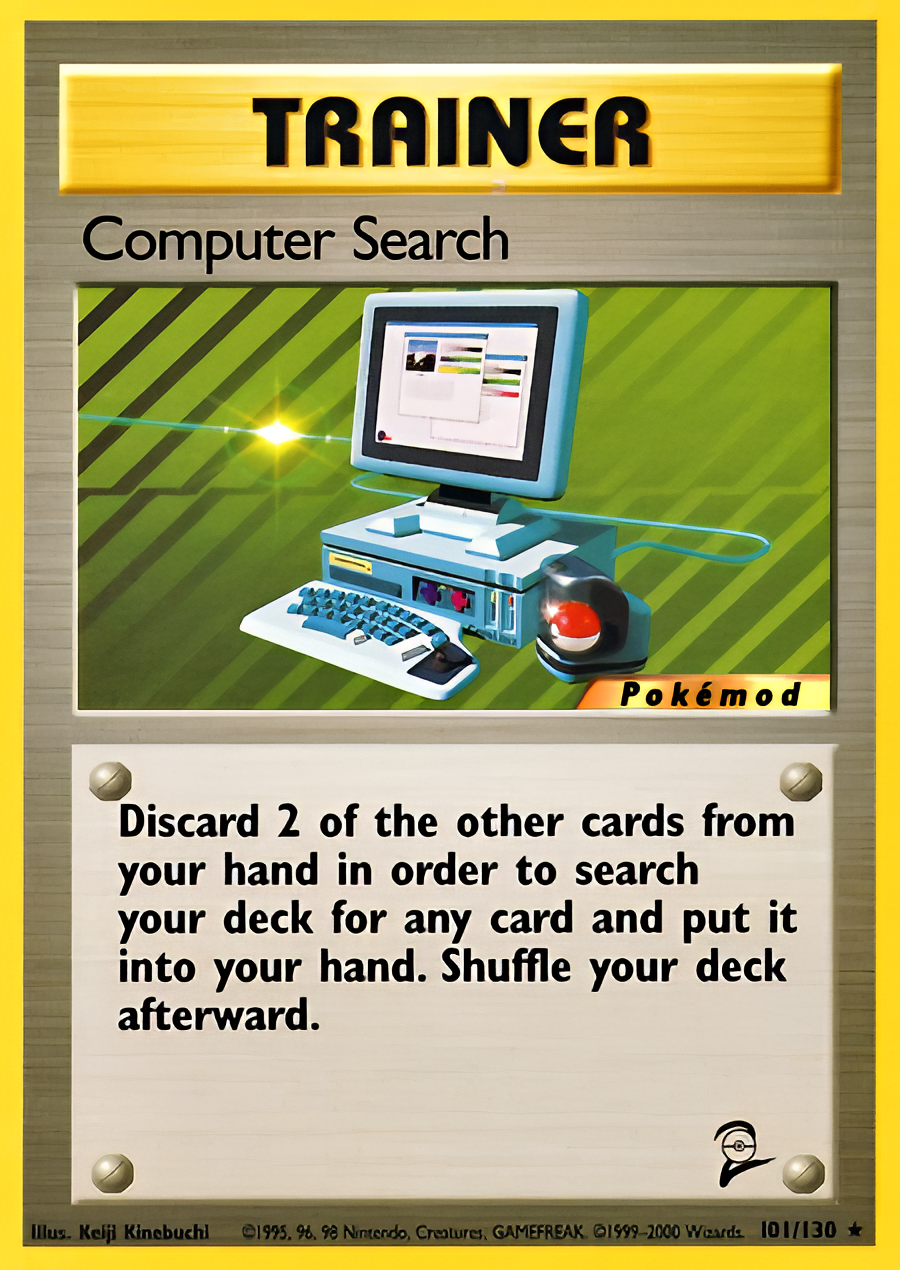 TRAINER
Computer Search
Pokémod
Discard 2 of the other cards from
your hand in order to search
your deck for any card and put it
into your hand. Shuffle your deck
afterward.
Illus. Keiji Kinebuchi ©1995, 96, 98 Nintendo, Creatures, GAMEFREAK. ©1999–2000 Wizards. 101/130 ★